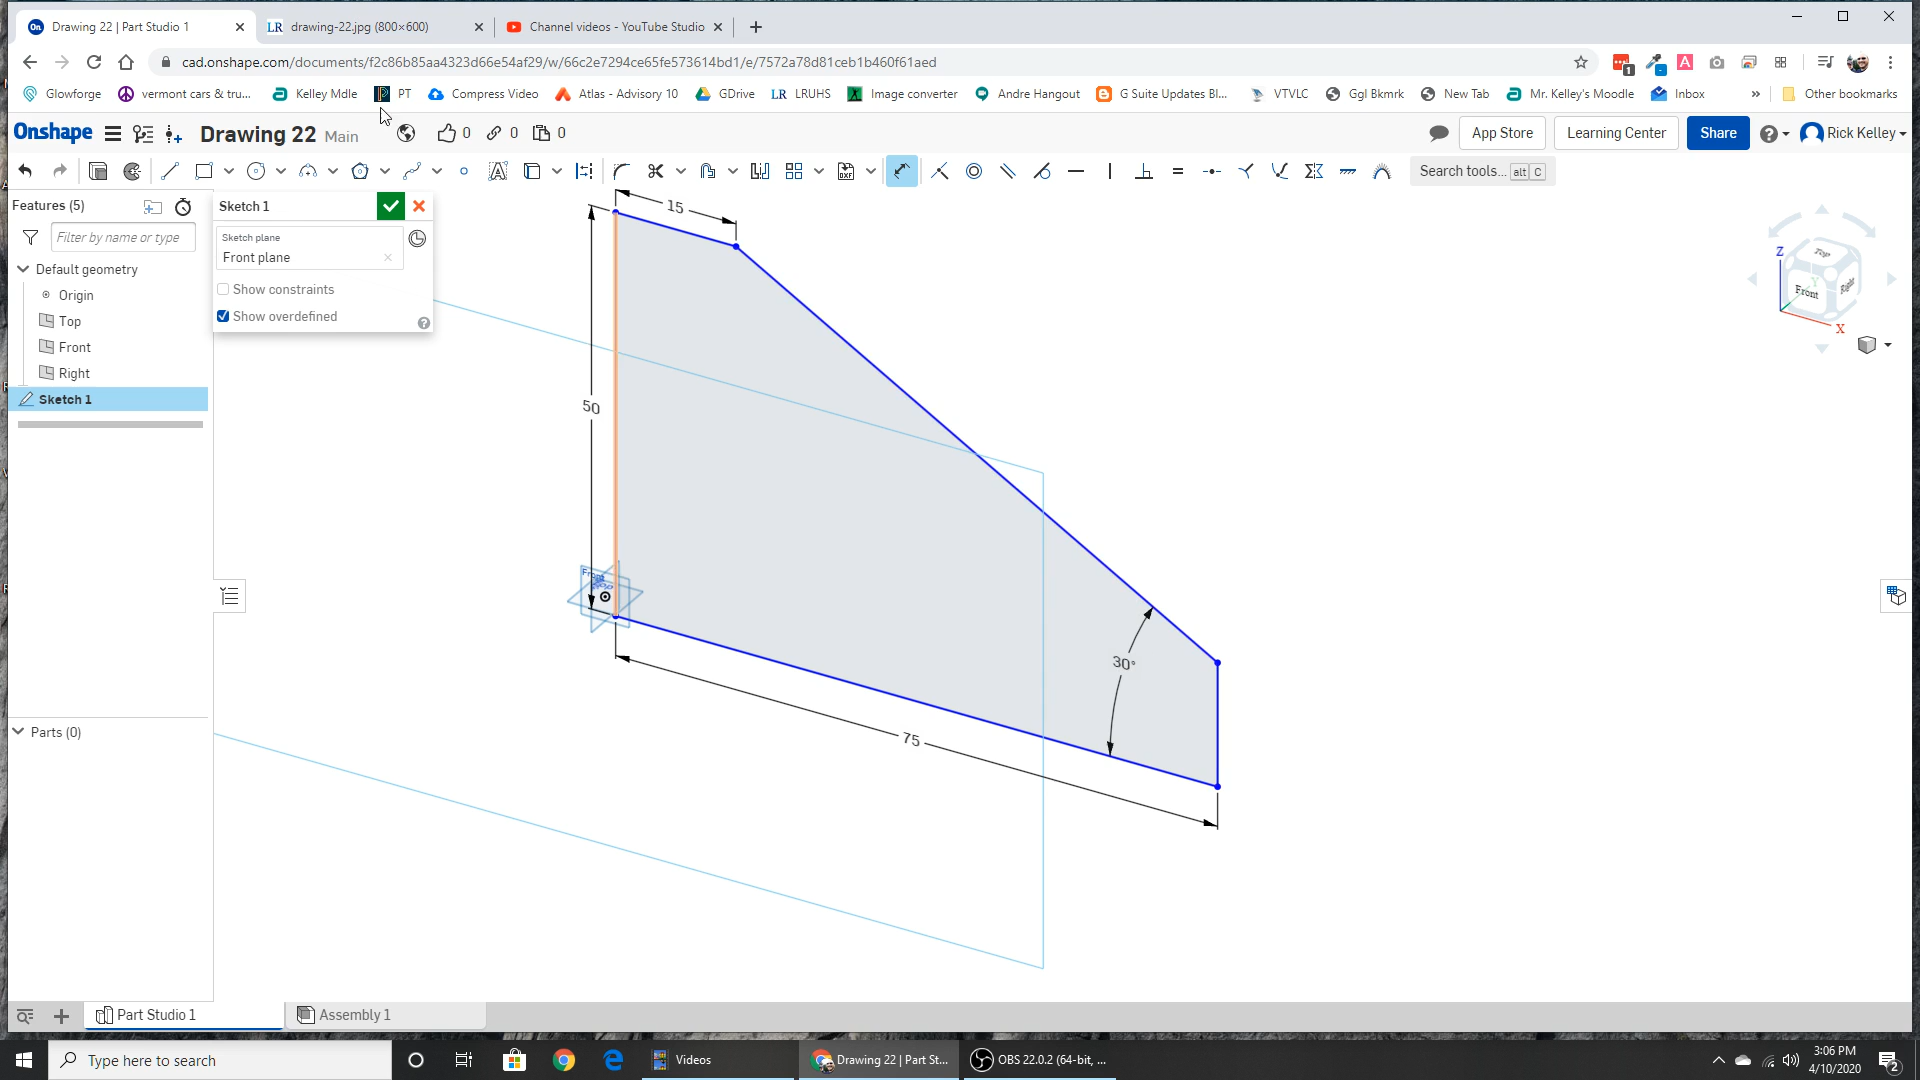 Drawing 22 | Part Studio 1
LR drawing-22.jpg (800×600)
Channel videos - YouTube Studio
cad.onshape.com/documents/f2c86b85aa4323d66e54af29/w/66c2e7294ce65fe573614bd1/e/7572a78d81ceb1b460f61aed
Glowforge
vermont cars & tru...
Kelley Mdle
PT
Compress Video
Atlas - Advisory 10
GDrive
LR LRUHS
Image converter
Andre Hangout
G Suite Updates Bl...
VTVLC
Ggl Bkmrk
New Tab
Mr. Kelley's Moodle
Inbox
»
Other bookmarks
Onshape
Drawing 22 Main
0
0
0
App Store
Learning Center
Share
Rick Kelley
Search tools... alt C
Features (5)
Filter by name or type
Default geometry
Origin
Top
Front
Right
Sketch 1
Parts (0)
Sketch 1
Sketch plane
Front plane
Show constraints
Show overdefined
15
50
30°
75
Front
Z
Top
Front
Right
Y
X
Part Studio 1
Assembly 1
Type here to search
Videos
Drawing 22 | Part St...
OBS 22.0.2 (64-bit, ...
3:06 PM
4/10/2020
2